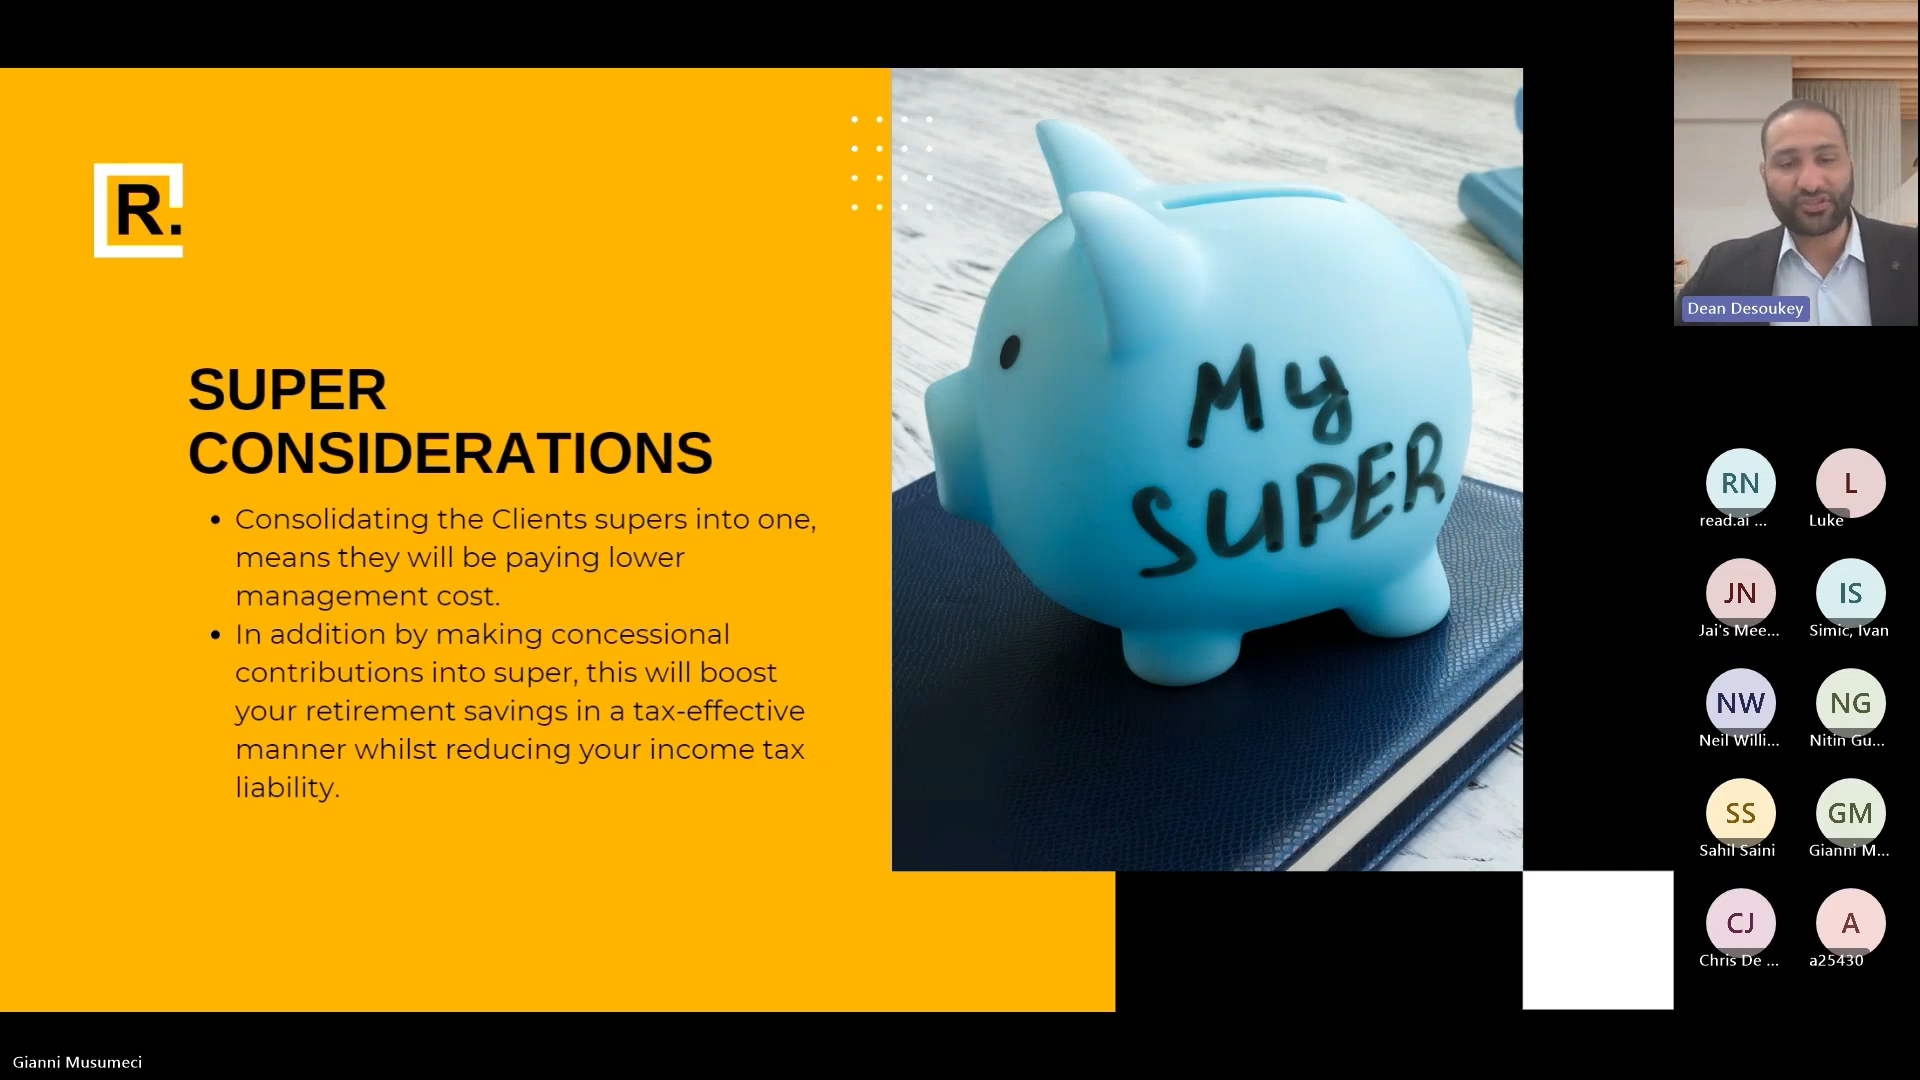 R.
SUPER
CONSIDERATIONS
• Consolidating the Clients supers into one,
means they will be paying lower
management cost.
• In addition by making concessional
contributions into super, this will boost
your retirement savings in a tax-effective
manner whilst reducing your income tax
liability.
My
SUPER
Dean Desoukey
RN
read.ai ...
L
Luke
JN
Jai's Mee...
IS
Simic, Ivan
NW
Neil Willi...
NG
Nitin Gu...
SS
Sahil Saini
GM
Gianni M...
CJ
Chris De ...
A
a25430
Gianni Musumeci